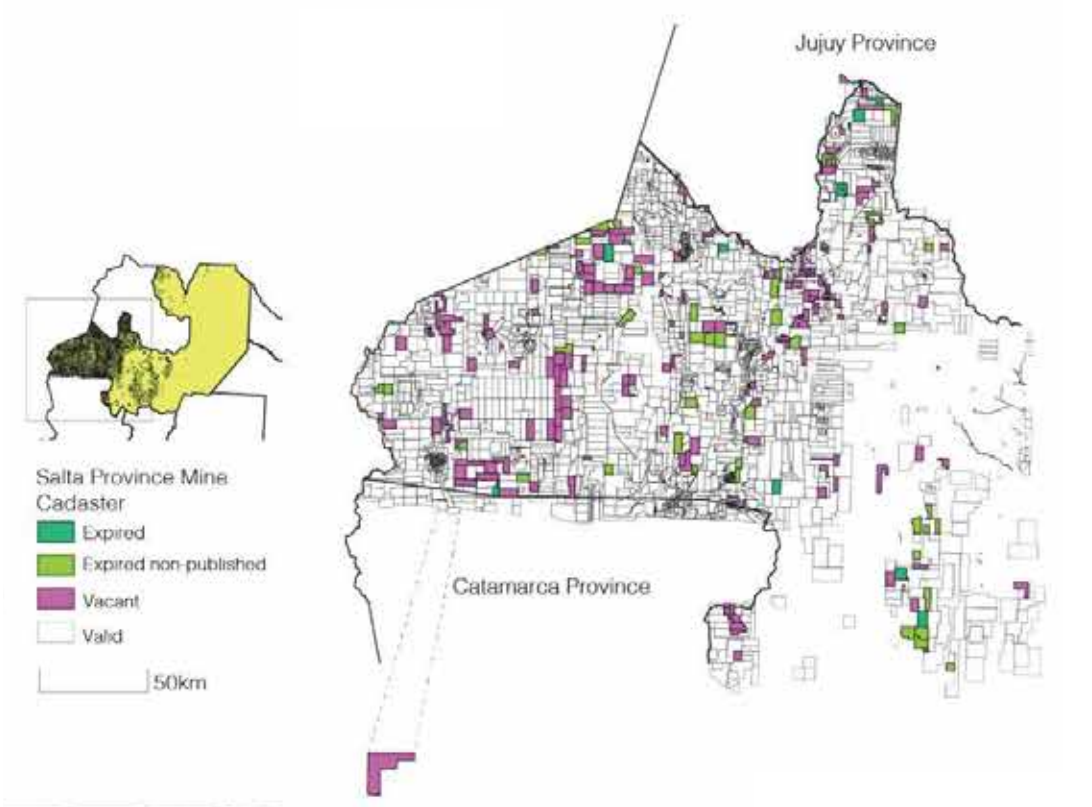 Jujuy Province
Salta Province Mine
Cadaster
Expired
Expired non-published
Vacant
Valid
50km
Catamarca Province